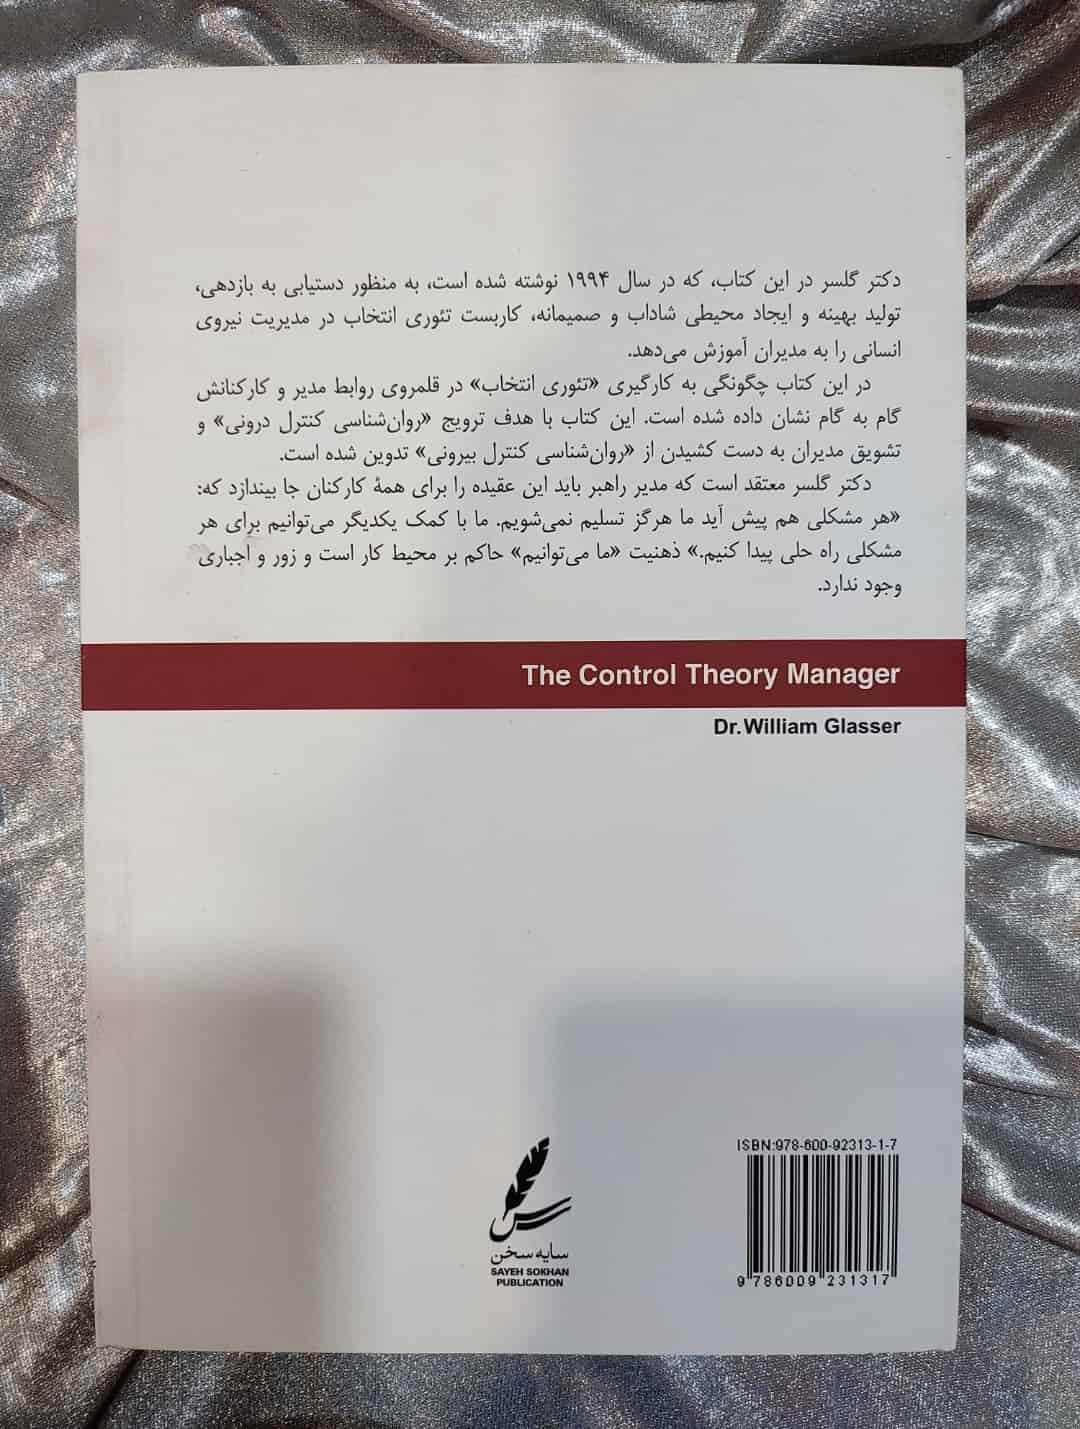 دکتر گلسر در این کتاب، که در سال ۱۹۹۴ نوشته شده است، به منظور دستیابی به بازدهی،
تولید بهینه و ایجاد محیطی شاداب و صمیمانه، کاربست تئوری انتخاب در مدیریت نیروی
انسانی را به مدیران آموزش می‌دهد.
در این کتاب چگونگی به کارگیری «تئوری انتخاب» در قلمروی روابط مدیر و کارکنانش
گام به گام نشان داده شده است. این کتاب با هدف ترویج «روان‌شناسی کنترل درونی» و
تشویق مدیران به دست کشیدن از «روان‌شناسی کنترل بیرونی» تدوین شده است.
دکتر گلسر معتقد است که مدیر راهبر باید این عقیده را برای همهٔ کارکنان جا بیندازد که:
«هر مشکلی هم پیش آید ما هرگز تسلیم نمی‌شویم. ما با کمک یکدیگر می‌توانیم برای هر
مشکلی راه حلی پیدا کنیم.» ذهنیت «ما می‌توانیم» حاکم بر محیط کار است و زور و اجباری
وجود ندارد.
The Control Theory Manager
Dr.William Glasser
سایه سخن
SAYEH SOKHAN
PUBLICATION
ISBN:978-600-92313-1-7
9 786009 231317